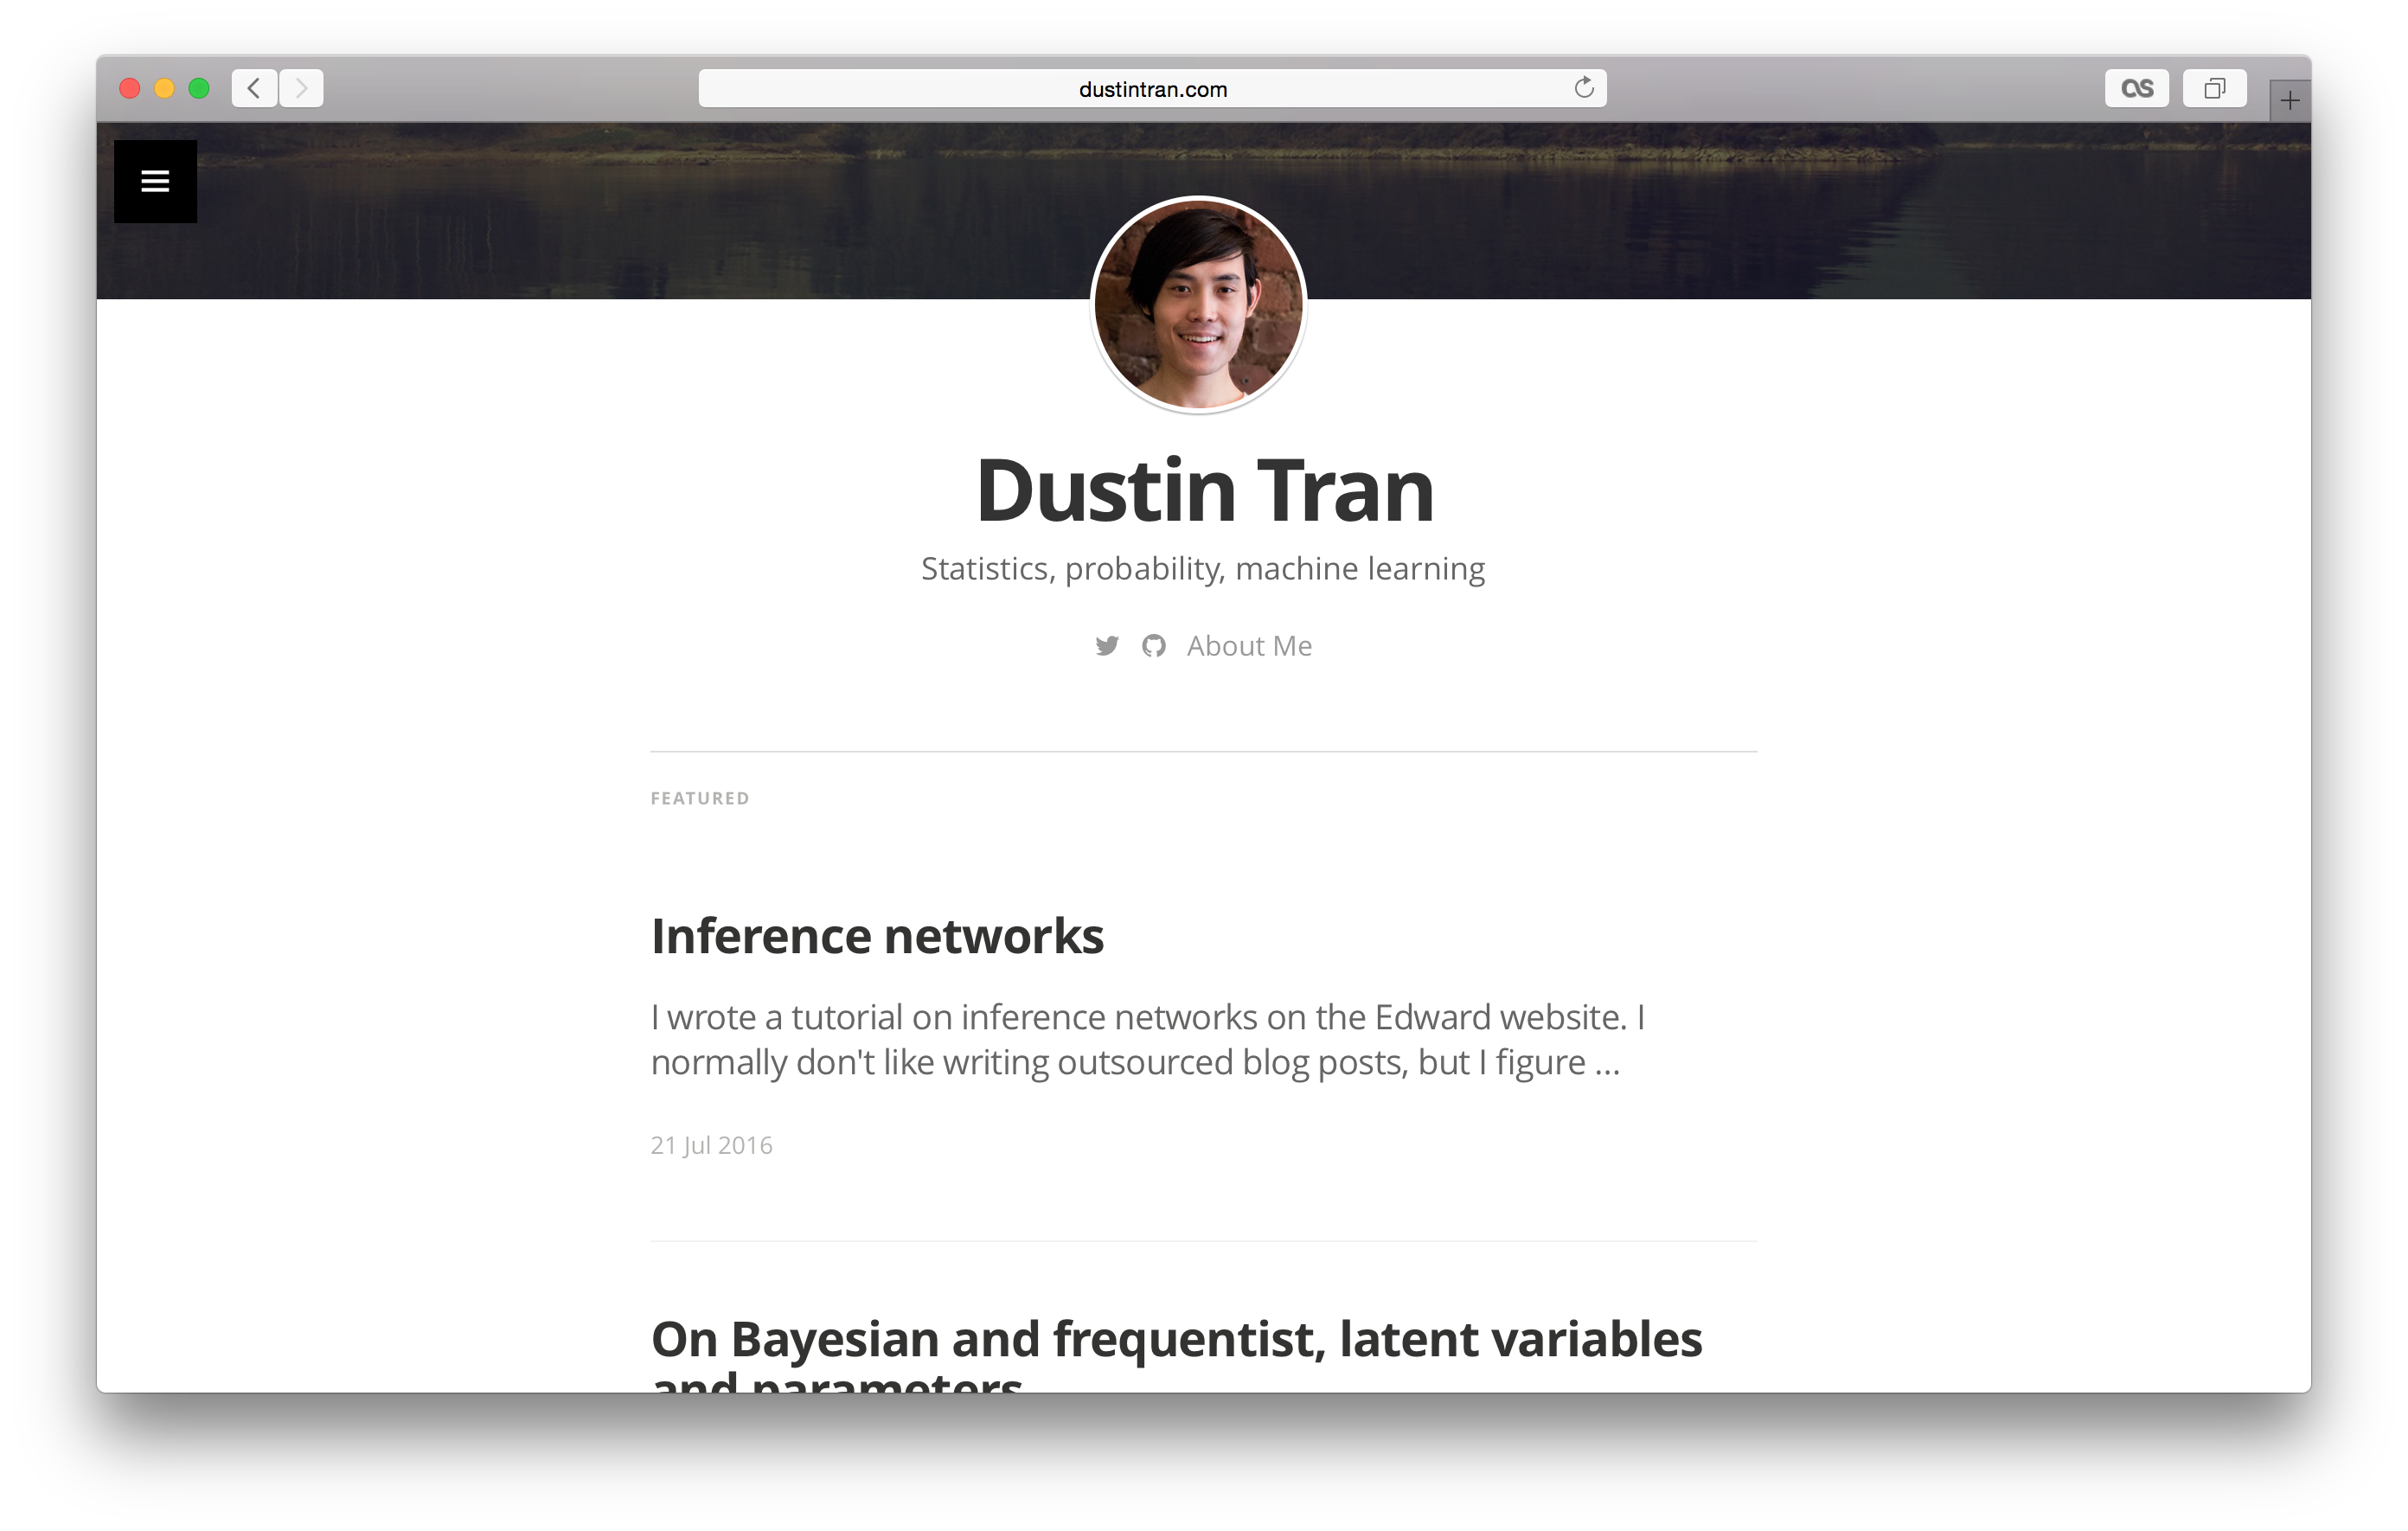 dustintran.com
Dustin Tran
Statistics, probability, machine learning
About Me
FEATURED
Inference networks
I wrote a tutorial on inference networks on the Edward website. I
normally don't like writing outsourced blog posts, but I figure ...
21 Jul 2016
On Bayesian and frequentist, latent variables
and parameters